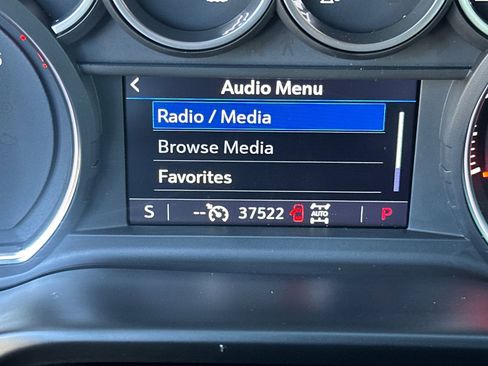 Audio Menu
Radio / Media
Browse Media
Favorites
S -- 37522 AUTO P